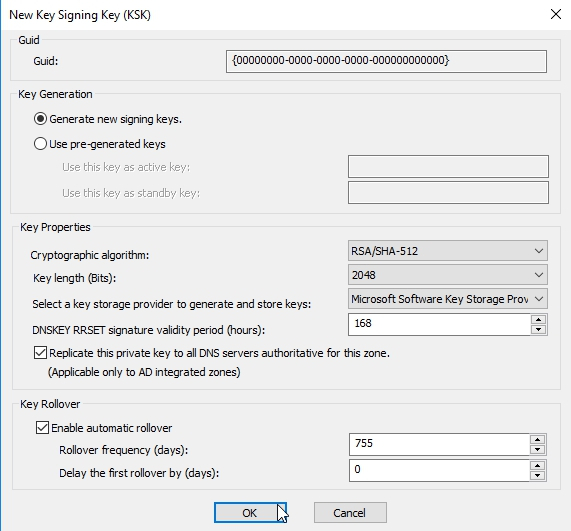 New Key Signing Key (KSK)
Guid
Guid: {00000000-0000-0000-0000-000000000000}
Key Generation
Generate new signing keys.
Use pre-generated keys
Use this key as active key:
Use this key as standby key:
Key Properties
Cryptographic algorithm: RSA/SHA-512
Key length (Bits): 2048
Select a key storage provider to generate and store keys: Microsoft Software Key Storage Prov
DNSKEY RRSET signature validity period (hours): 168
Replicate this private key to all DNS servers authoritative for this zone.
(Applicable only to AD integrated zones)
Key Rollover
Enable automatic rollover
Rollover frequency (days): 755
Delay the first rollover by (days): 0
OK Cancel